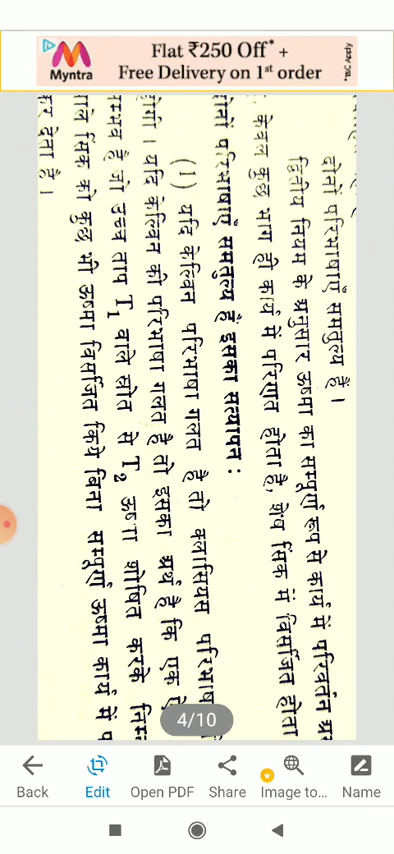 Myntra
Flat ₹250 Off* +
Free Delivery on 1st order
*T&C Apply
दोनों परिभाषाएँ समतुल्य हैं ।
द्वितीय नियम के अनुसार ऊष्मा का सम्पूर्ण रूप से कार्य में परिवर्तन
केवल कुछ भाग ही कार्य में परिणत होता है, शेष सिंक में विसर्जित होता
दोनों परिभाषाएँ समतुल्य हैं इसका सत्यापन :
(1) यदि केल्विन परिभाषा गलत है तो क्लासियस परिभाषा
होगी । यदि केल्विन की परिभाषा गलत है तो इसका अर्थ है कि एक
सम्भव है जो उच्च ताप T₁ वाले स्रोत से T₂ ऊष्मा शोषित करके निम्न
वाले सिंक को कुछ भी ऊष्मा विसर्जित किये बिना सम्पूर्ण ऊष्मा कार्य में
कर देता है ।
4/10
Back Edit Open PDF Share Image to... Name